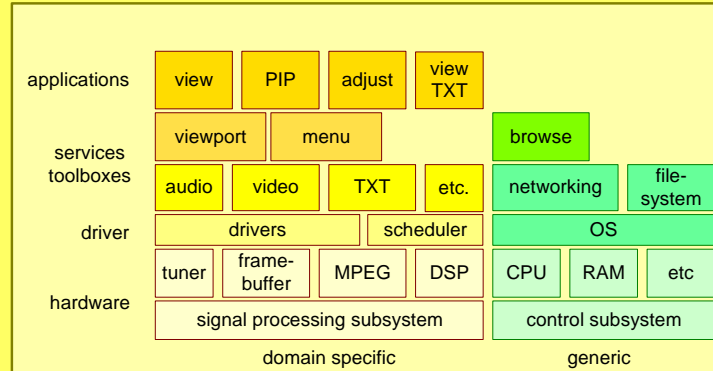 applications
view
PIP
adjust
view
TXT
services
toolboxes
viewport
menu
browse
audio
video
TXT
etc.
networking
file-
system
driver
drivers
scheduler
OS
hardware
tuner
frame-
buffer
MPEG
DSP
CPU
RAM
etc
signal processing subsystem
control subsystem
domain specific
generic